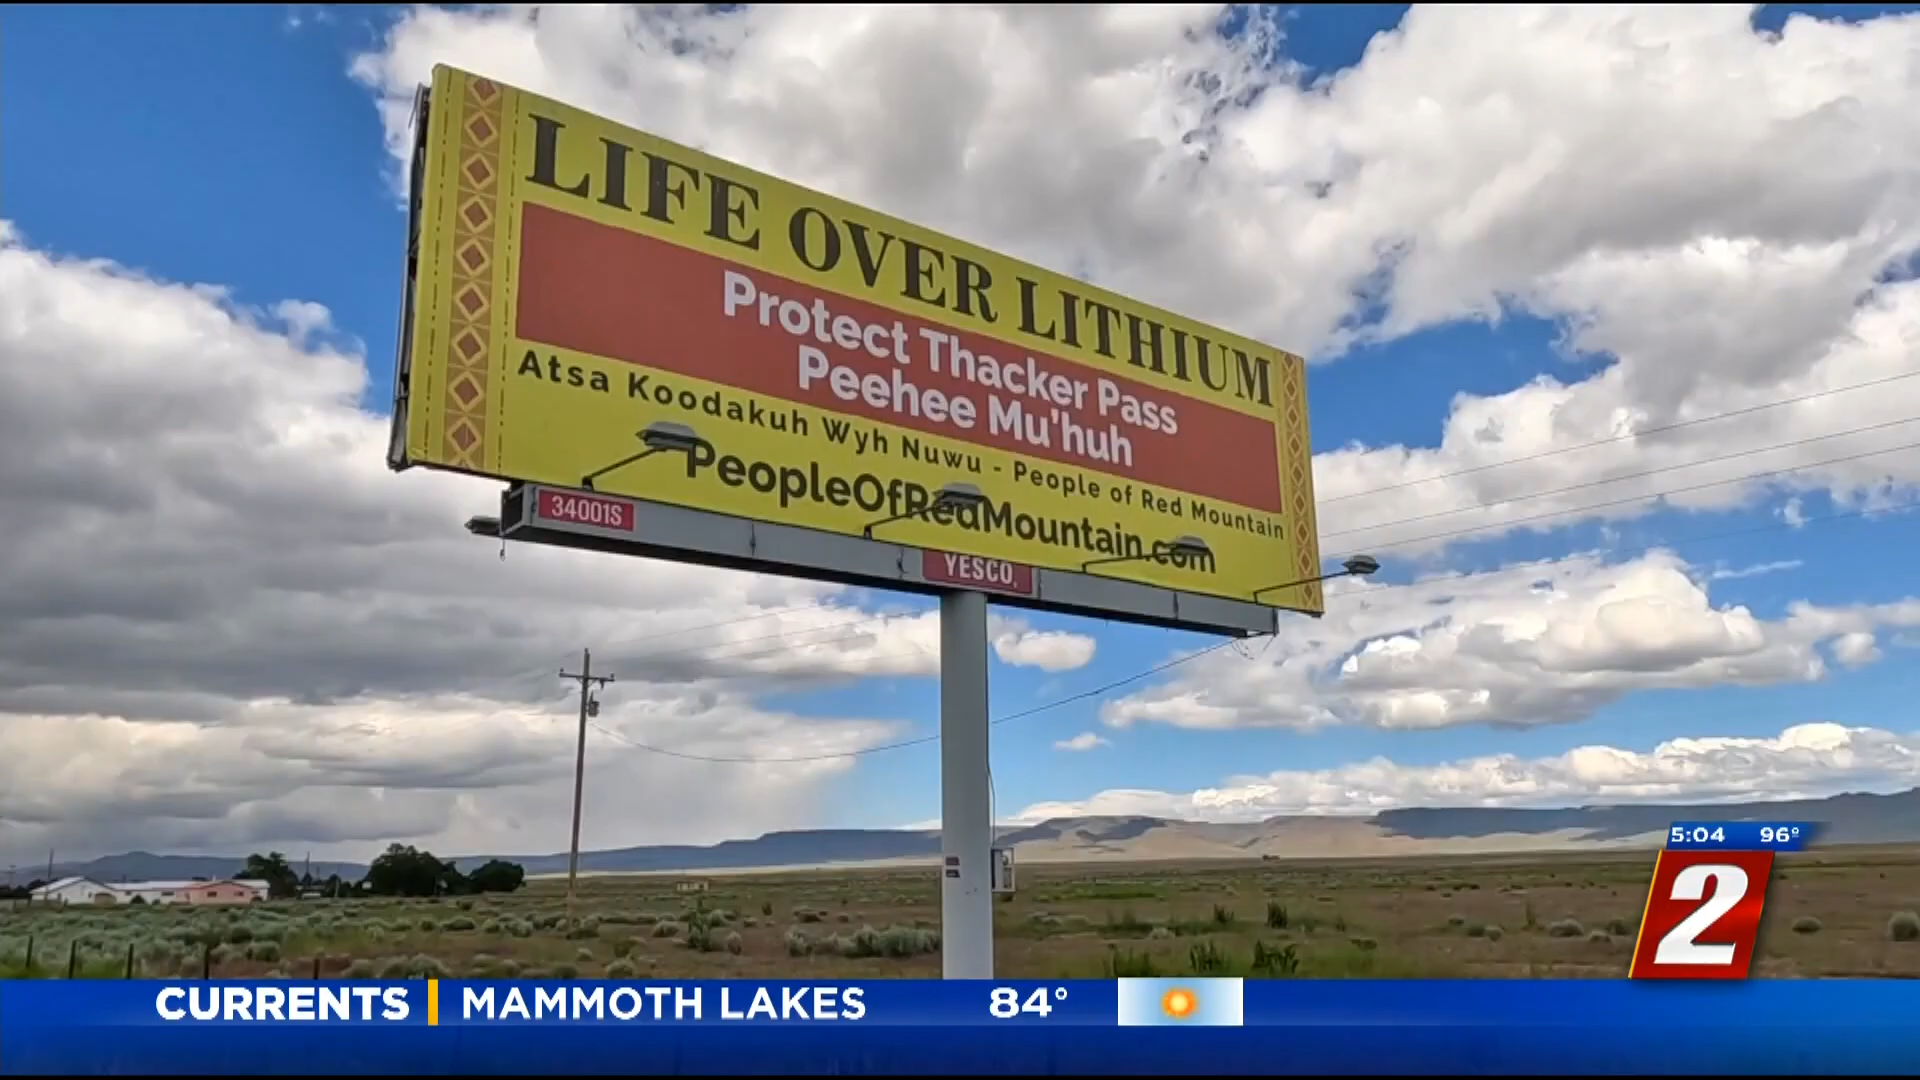 LIFE OVER LITHIUM
Protect Thacker Pass
Peehee Mu'huh
Atsa Koodakuh Wyh Nuwu - People of Red Mountain
PeopleOfRedMountain.com
34001S
YESCO.
5:04 96°
2
CURRENTS MAMMOTH LAKES 84°